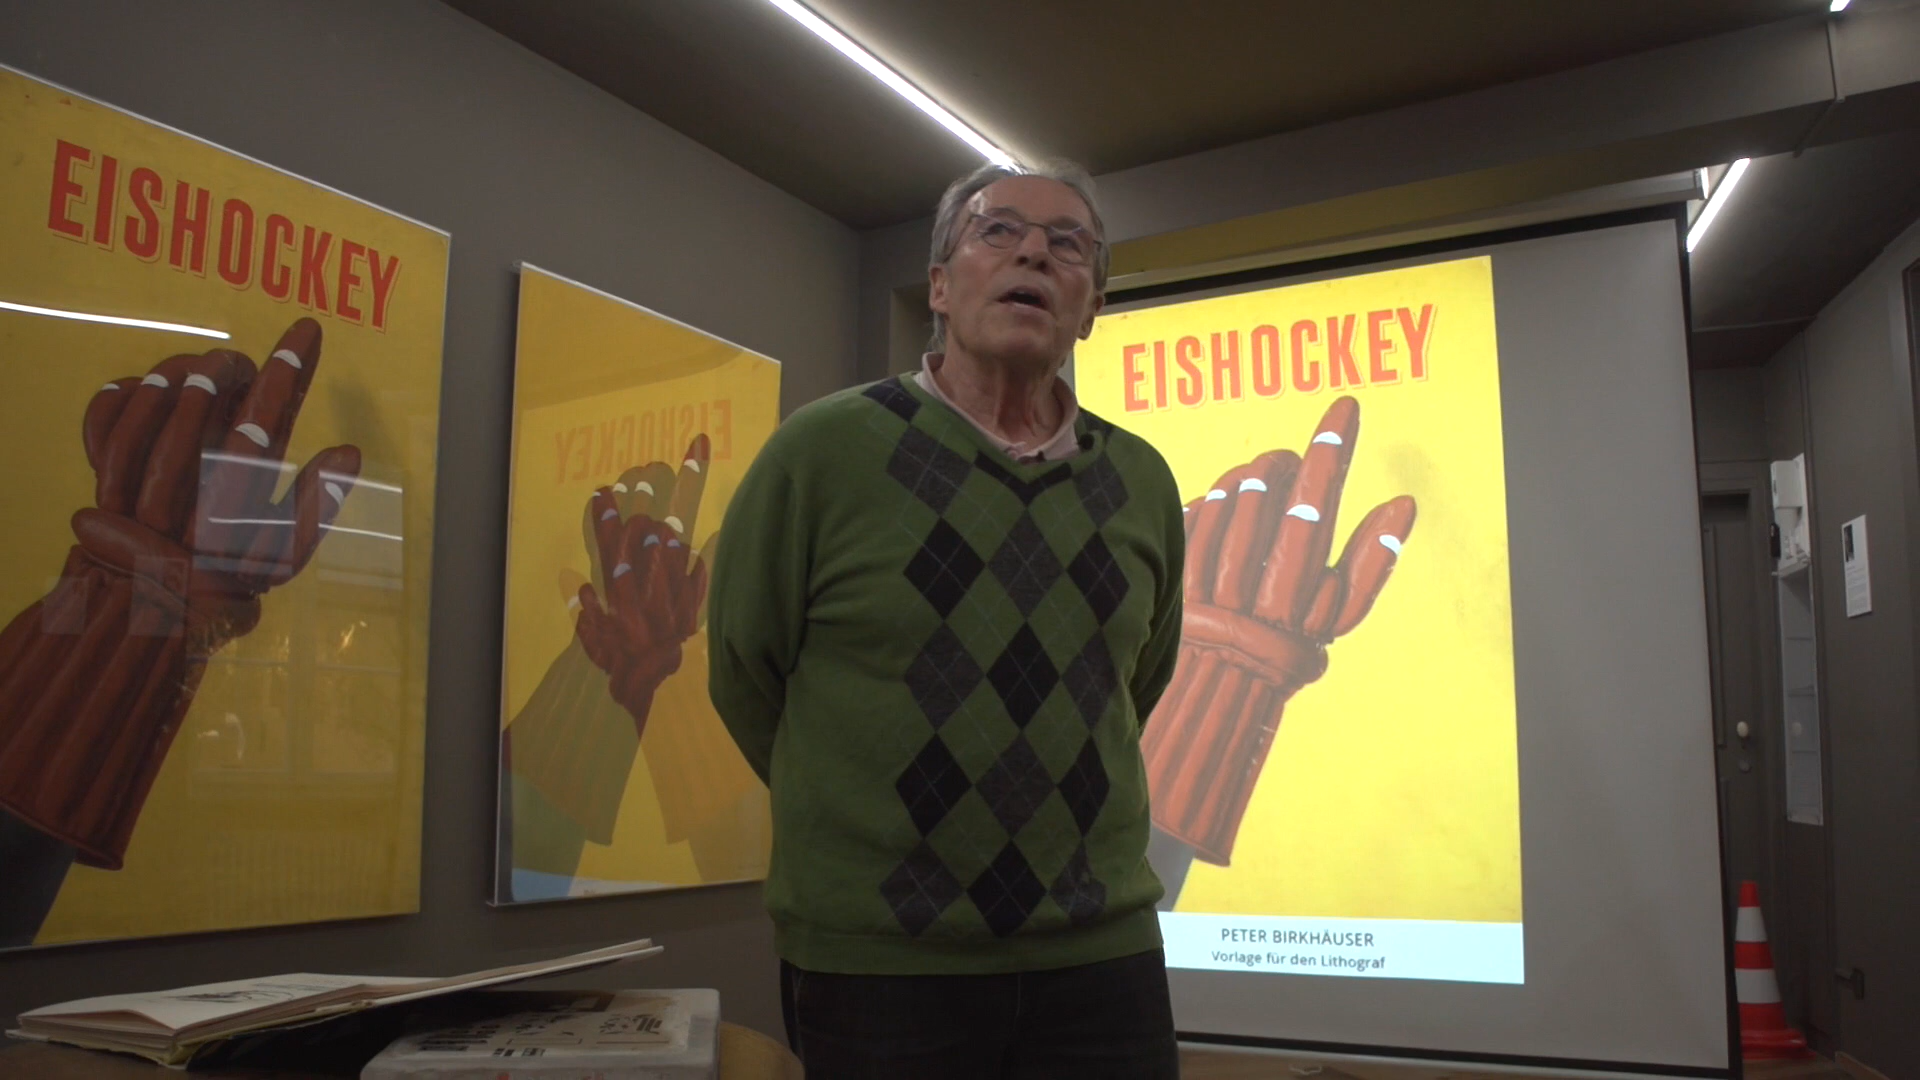 EISHOCKEY
EISHOCKEY
EISHOCKEY
PETER BIRKHÄUSER
Vorlage für den Lithograf